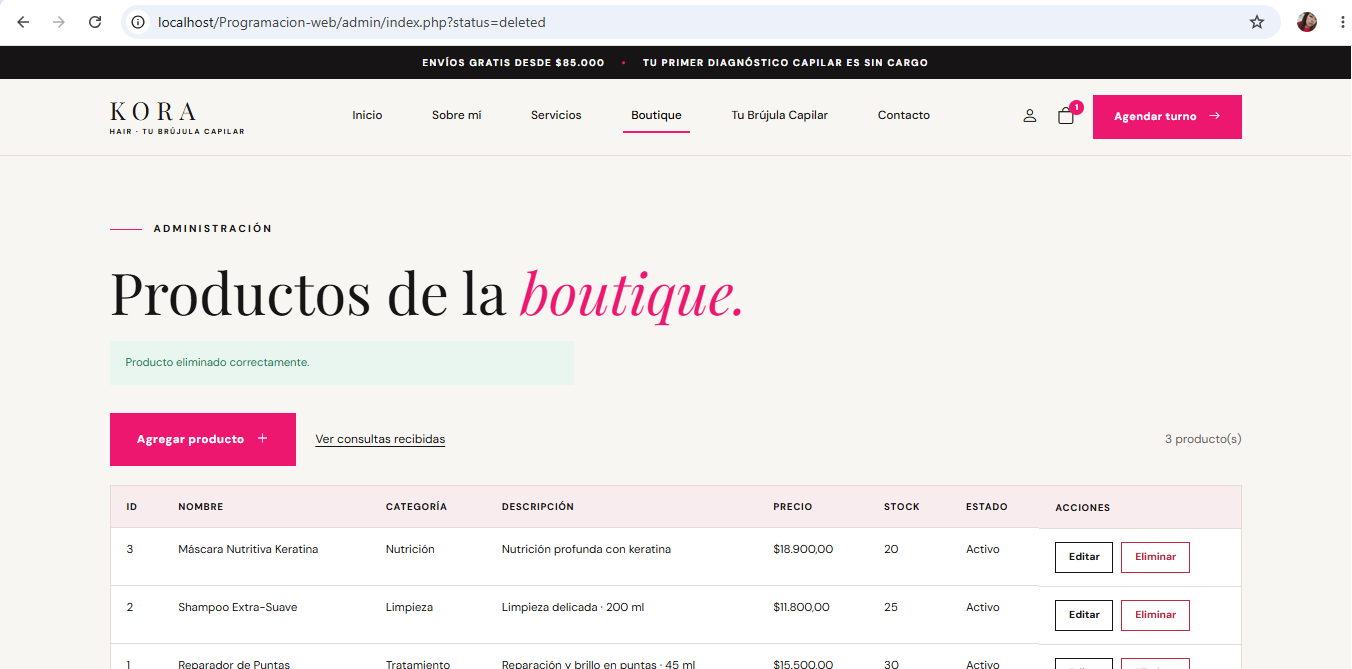 localhost/Programacion-web/admin/index.php?status=deleted
ENVÍOS GRATIS DESDE $85.000 • TU PRIMER DIAGNÓSTICO CAPILAR ES SIN CARGO
KORA
HAIR · TU BRÚJULA CAPILAR
Inicio Sobre mí Servicios Boutique Tu Brújula Capilar Contacto 1 Agendar turno →
ADMINISTRACIÓN
Productos de la boutique.
Producto eliminado correctamente.
Agregar producto + Ver consultas recibidas 3 producto(s)
ID NOMBRE CATEGORÍA DESCRIPCIÓN PRECIO STOCK ESTADO ACCIONES
3 Máscara Nutritiva Keratina Nutrición Nutrición profunda con keratina $18.900,00 20 Activo Editar Eliminar
2 Shampoo Extra-Suave Limpieza Limpieza delicada · 200 ml $11.800,00 25 Activo Editar Eliminar
1 Reparador de Puntas Tratamiento Reparación y brillo en puntas · 45 ml $15.500,00 30 Activo